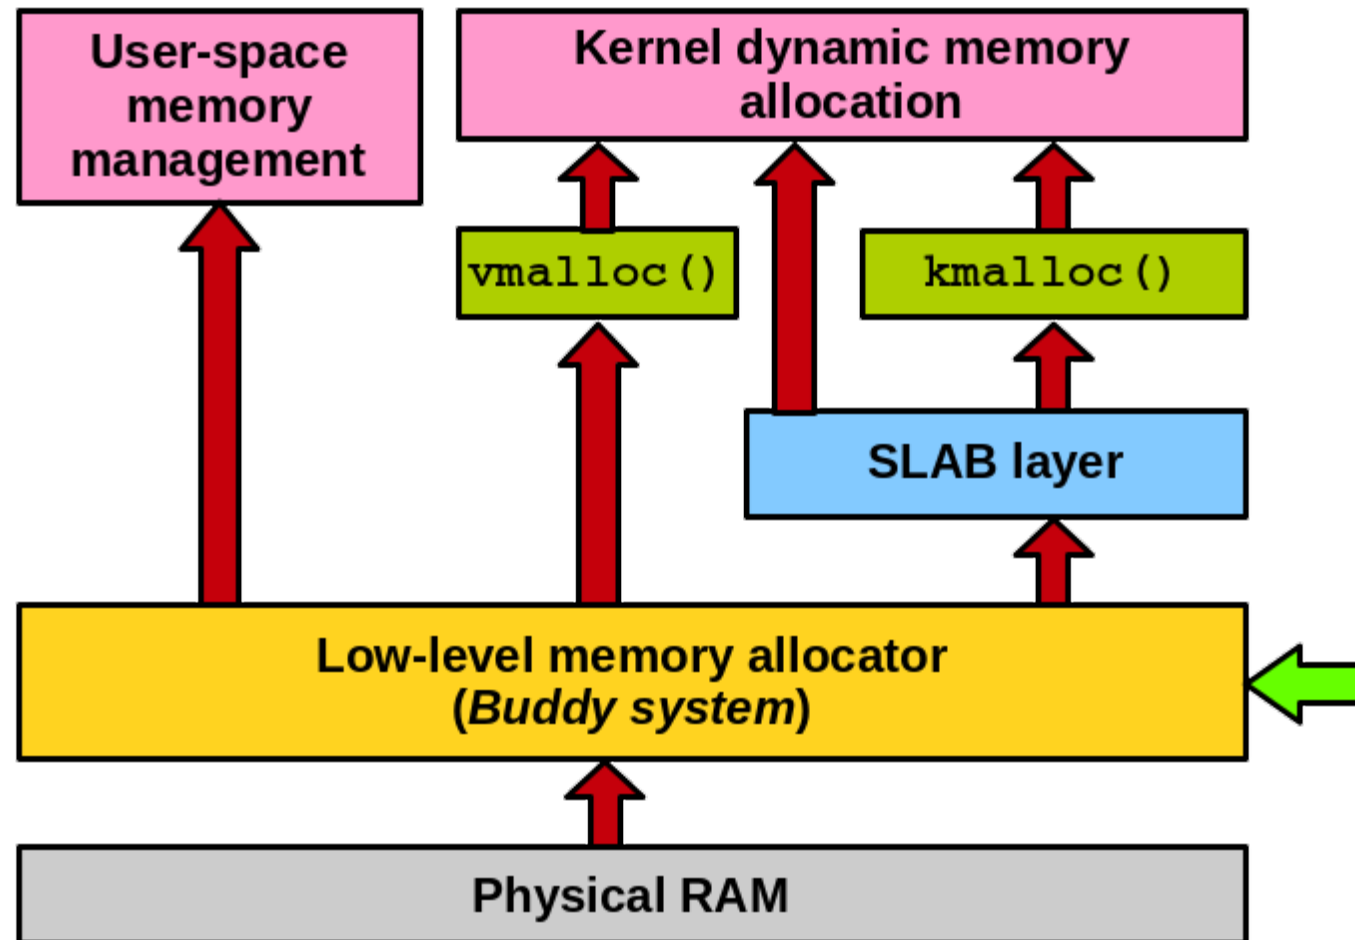 User-space
memory
management
Kernel dynamic memory
allocation
vmalloc()
kmalloc()
SLAB layer
Low-level memory allocator
(Buddy system)
Physical RAM